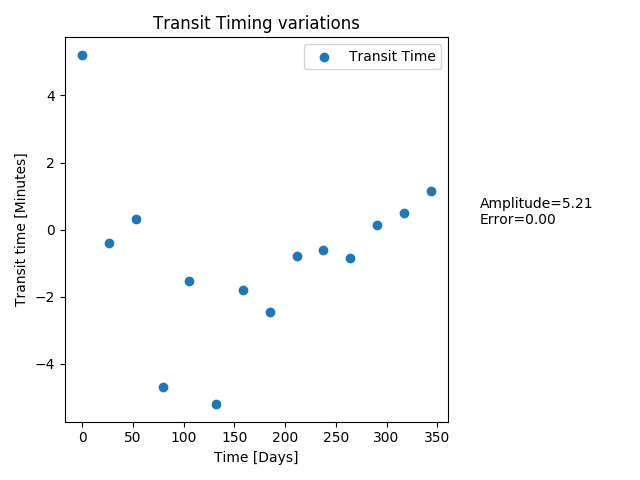 Transit Timing variations
Transit Time
4
2
0
−2
−4
Transit time [Minutes]
Amplitude=5.21
Error=0.00
0 50 100 150 200 250 300 350
Time [Days]